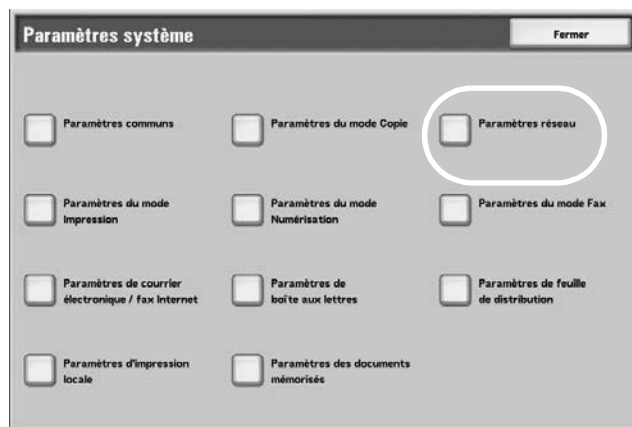 Paramètres système
Fermer
Paramètres communs
Paramètres du mode Copie
Paramètres réseau
Paramètres du mode
Impression
Paramètres du mode
Numérisation
Paramètres du mode Fax
Paramètres de courrier
électronique / fax Internet
Paramètres de
boîte aux lettres
Paramètres de feuille
de distribution
Paramètres d'impression
locale
Paramètres des documents
mémorisés